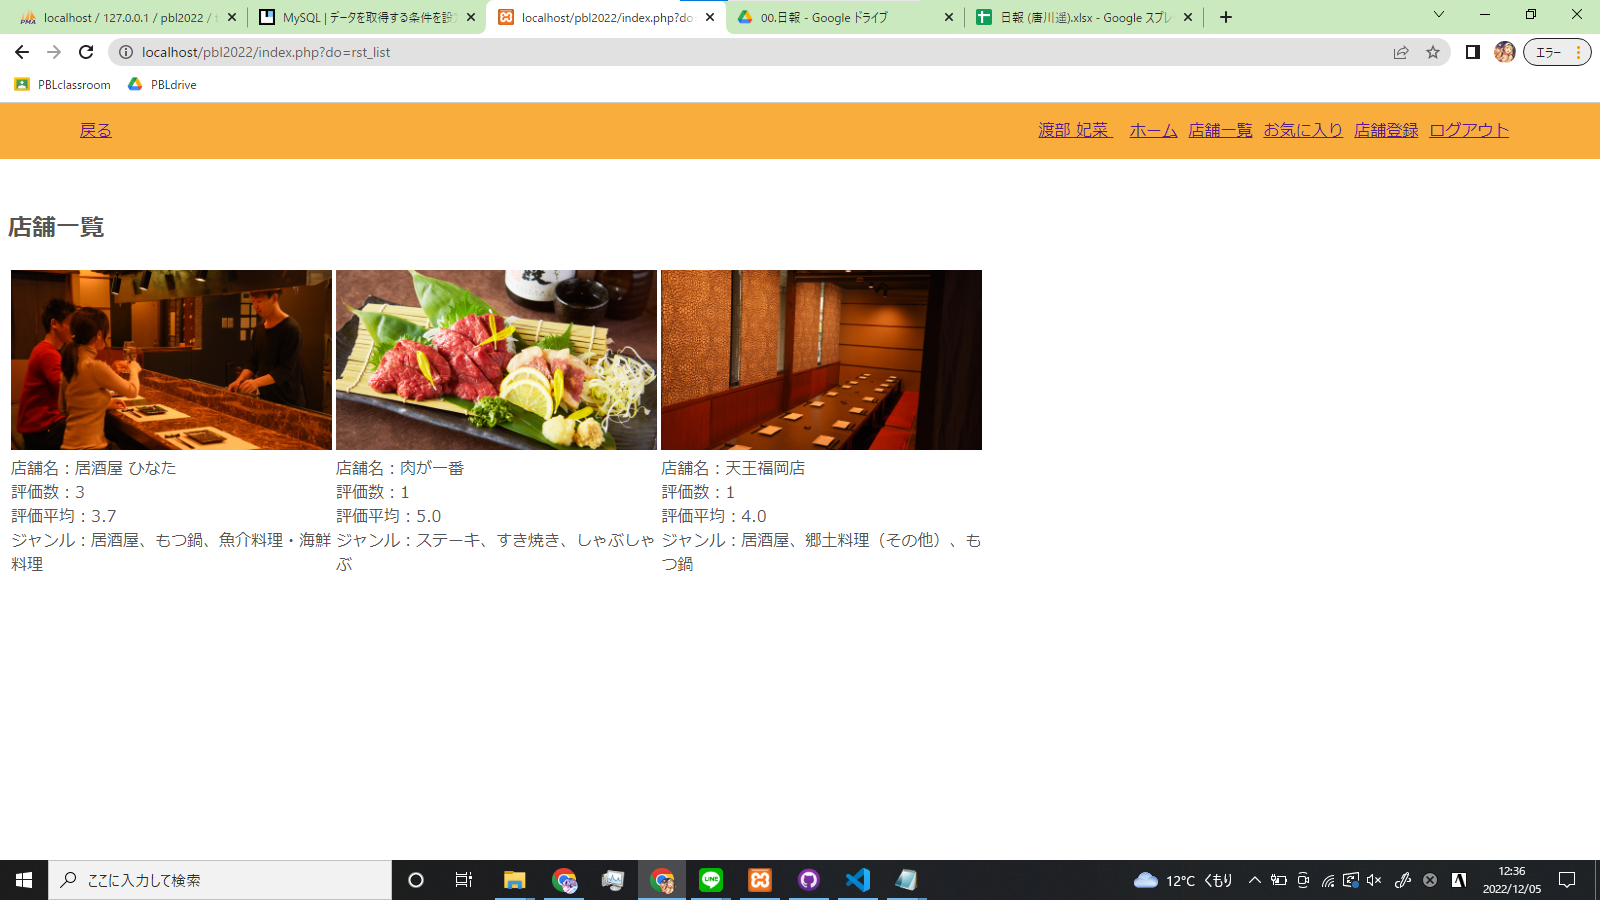 localhost / 127.0.0.1 / pbl2022 / t
MySQL | データを取得する条件を設定
localhost/pbl2022/index.php?do=
00.日報 - Google ドライブ
日報 (唐川遥).xlsx - Google スプレ
localhost/pbl2022/index.php?do=rst_list
エラー
PBLclassroom
PBLdrive
戻る
渡部 妃菜 ホーム 店舗一覧 お気に入り 店舗登録 ログアウト
店舗一覧
店舗名：居酒屋 ひなた
評価数：3
評価平均：3.7
ジャンル：居酒屋、もつ鍋、魚介料理・海鮮
料理
店舗名：肉が一番
評価数：1
評価平均：5.0
ジャンル：ステーキ、すき焼き、しゃぶしゃ
ぶ
店舗名：天王福岡店
評価数：1
評価平均：4.0
ジャンル：居酒屋、郷土料理（その他）、も
つ鍋
ここに入力して検索
12°C くもり
12:36
2022/12/05